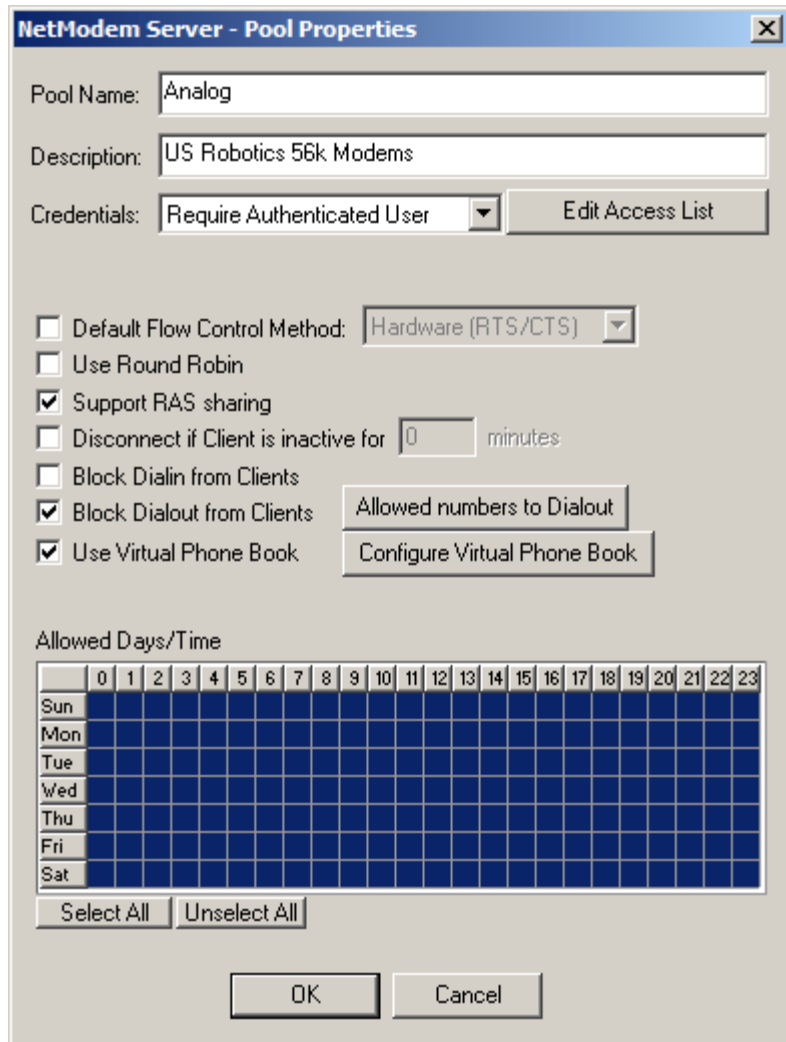 NetModem Server - Pool Properties
Pool Name: Analog
Description: US Robotics 56k Modems
Credentials: Require Authenticated User Edit Access List
Default Flow Control Method: Hardware (RTS/CTS)
Use Round Robin
Support RAS sharing
Disconnect if Client is inactive for 0 minutes
Block Dialin from Clients
Block Dialout from Clients Allowed numbers to Dialout
Use Virtual Phone Book Configure Virtual Phone Book
Allowed Days/Time
0 1 2 3 4 5 6 7 8 9 10 11 12 13 14 15 16 17 18 19 20 21 22 23
Sun
Mon
Tue
Wed
Thu
Fri
Sat
Select All Unselect All
OK Cancel